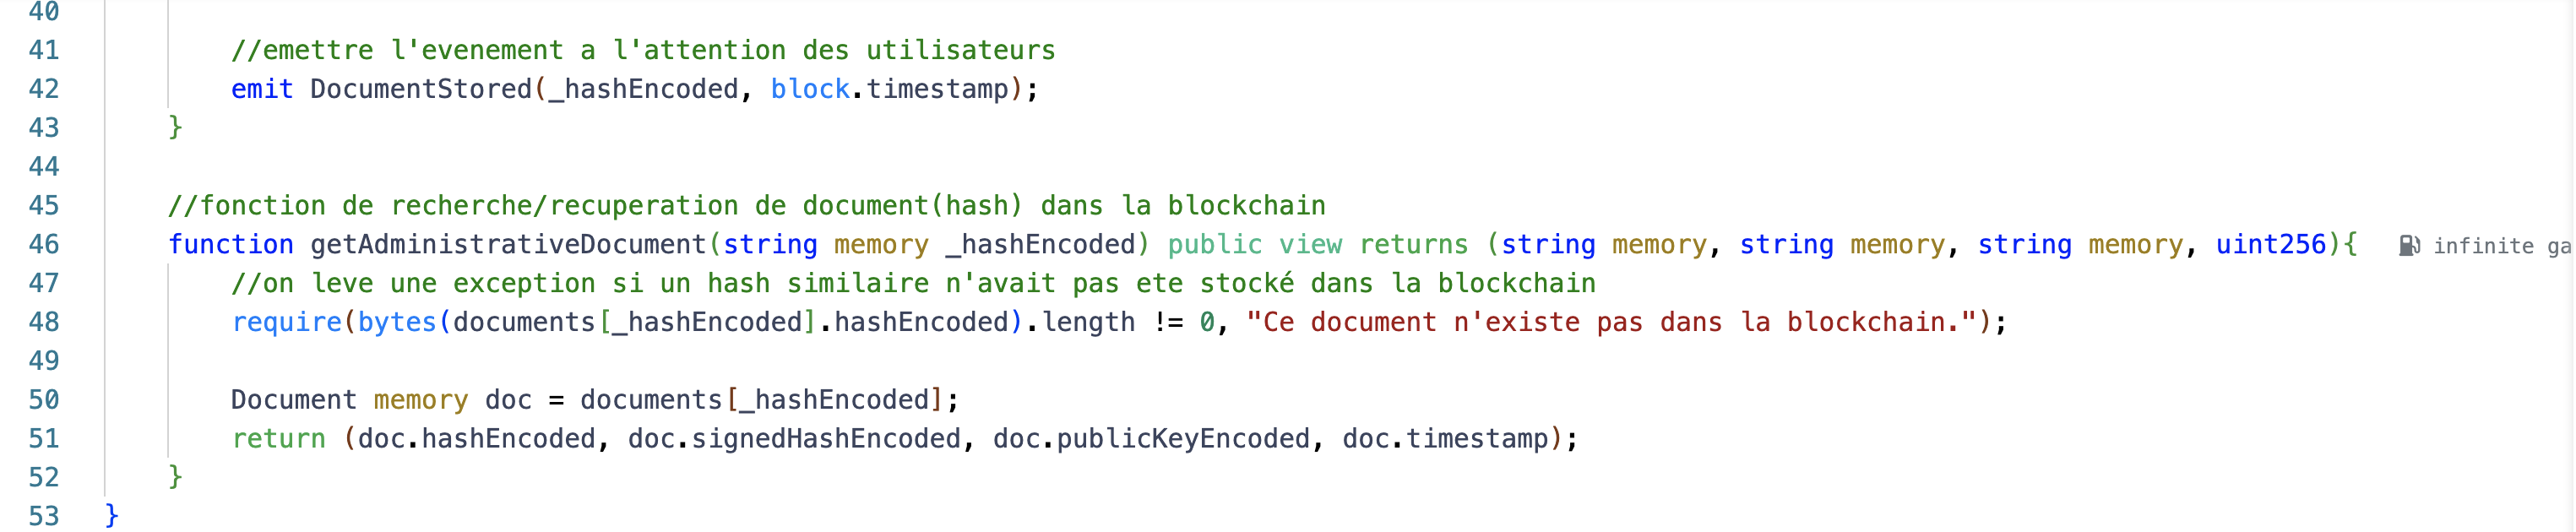 40
41 //emettre l'evenement a l'attention des utilisateurs
42 emit DocumentStored(_hashEncoded, block.timestamp);
43 }
44
45 //fonction de recherche/recuperation de document(hash) dans la blockchain
46 function getAdministrativeDocument(string memory _hashEncoded) public view returns (string memory, string memory, string memory, uint256){ infinite ga
47 //on leve une exception si un hash similaire n'avait pas ete stocké dans la blockchain
48 require(bytes(documents[_hashEncoded].hashEncoded).length != 0, "Ce document n'existe pas dans la blockchain.");
49
50 Document memory doc = documents[_hashEncoded];
51 return (doc.hashEncoded, doc.signedHashEncoded, doc.publicKeyEncoded, doc.timestamp);
52 }
53 }